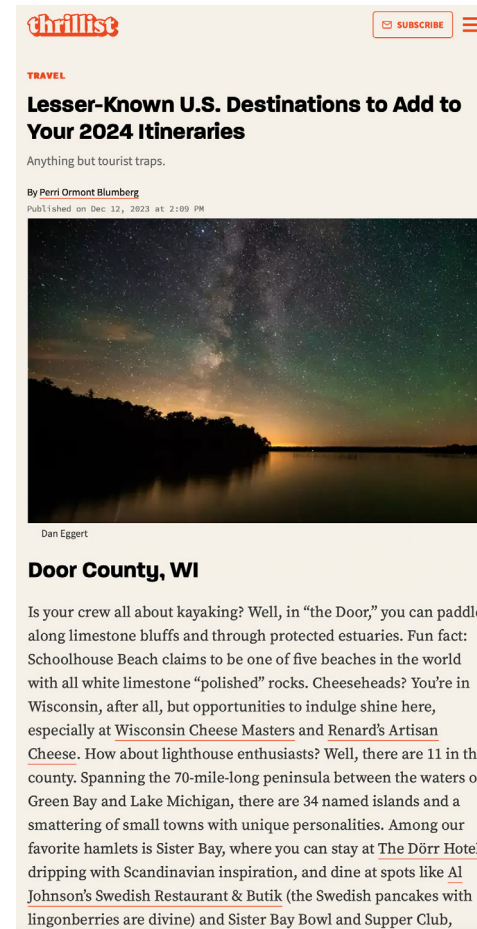 thrillist
SUBSCRIBE
TRAVEL
Lesser-Known U.S. Destinations to Add to
Your 2024 Itineraries
Anything but tourist traps.
By Perri Ormont Blumberg
Published on Dec 12, 2023 at 2:09 PM
Dan Eggert
Door County, WI
Is your crew all about kayaking? Well, in “the Door,” you can paddl
along limestone bluffs and through protected estuaries. Fun fact:
Schoolhouse Beach claims to be one of five beaches in the world
with all white limestone “polished” rocks. Cheeseheads? You’re in
Wisconsin, after all, but opportunities to indulge shine here,
especially at Wisconsin Cheese Masters and Renard’s Artisan
Cheese. How about lighthouse enthusiasts? Well, there are 11 in th
county. Spanning the 70-mile-long peninsula between the waters o
Green Bay and Lake Michigan, there are 34 named islands and a
smattering of small towns with unique personalities. Among our
favorite hamlets is Sister Bay, where you can stay at The Dörr Hotel
dripping with Scandinavian inspiration, and dine at spots like Al
Johnson’s Swedish Restaurant & Butik (the Swedish pancakes with
lingonberries are divine) and Sister Bay Bowl and Supper Club,